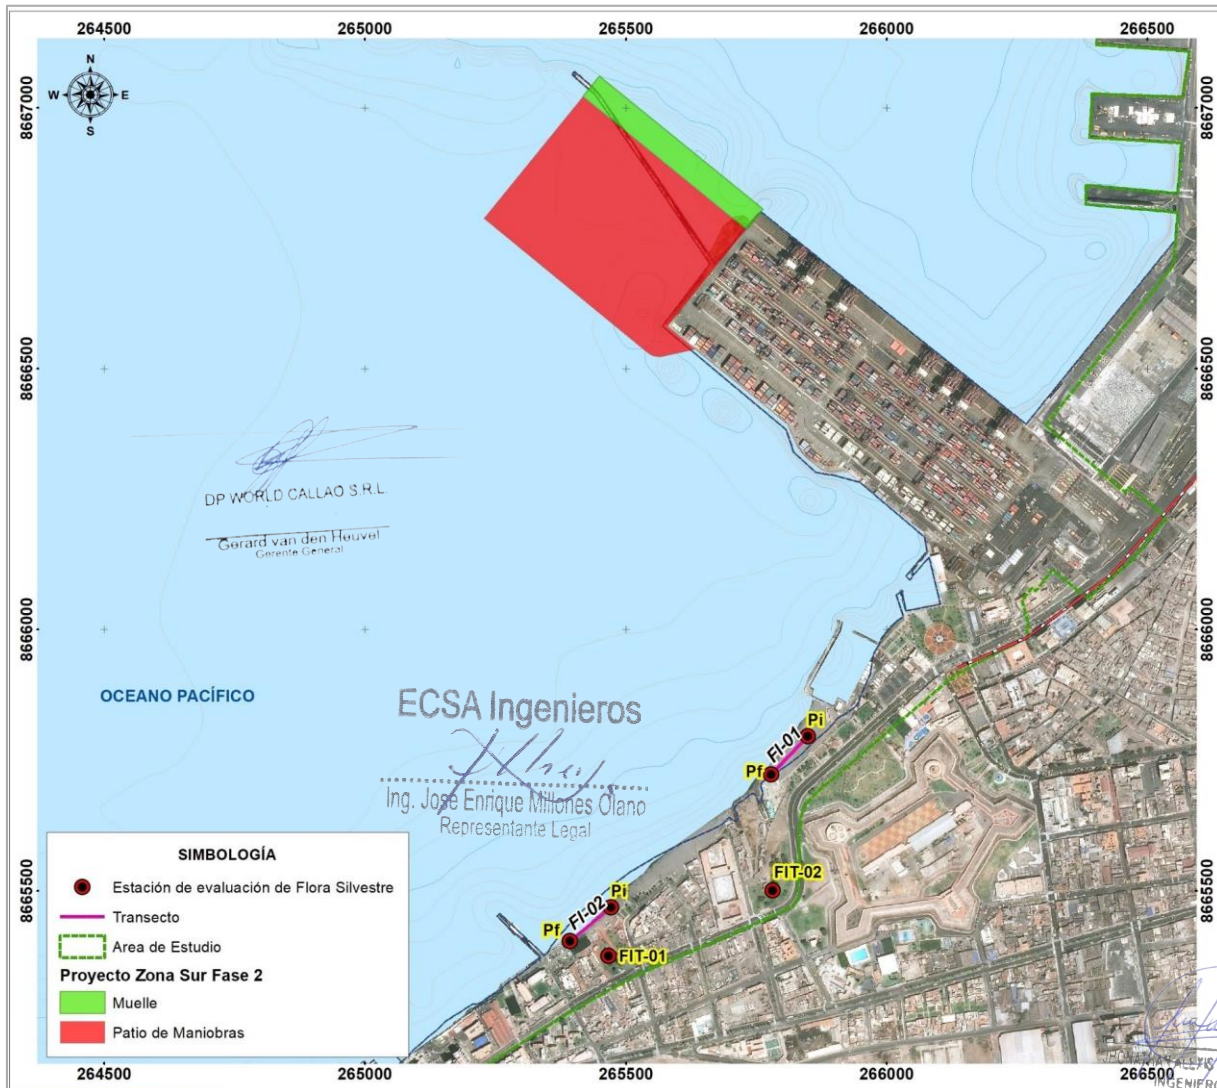 264500 265000 265500 266000 266500
N
W E
S
8667000 8667000
8666500 8666500
DP WORLD CALLAO S.R.L.
Gerard van den Heuvel
Gerente General
8666000 8666000
OCEANO PACÍFICO
ECSA Ingenieros
Ing. José Enrique Millones Olano
Representante Legal
Pi
FI-01
Pf
FIT-02
Pi
FI-02
Pf
FIT-01
8665500 8665500
SIMBOLOGÍA
Estación de evaluación de Flora Silvestre
Transecto
Area de Estudio
Proyecto Zona Sur Fase 2
Muelle
Patio de Maniobras
264500 265000 265500 266000 266500